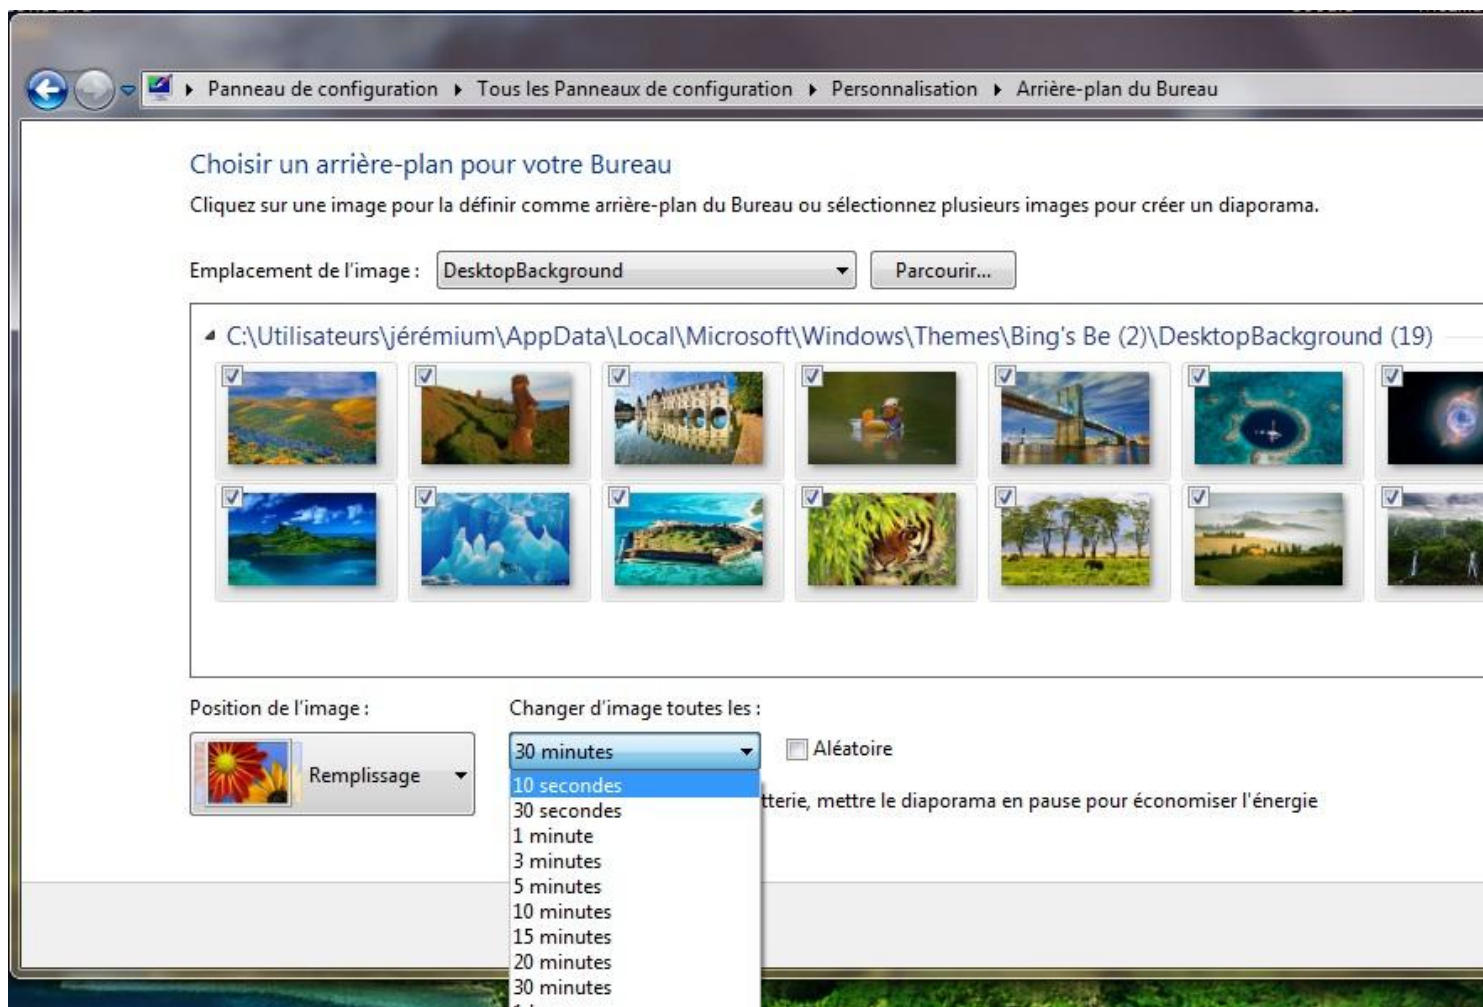 Panneau de configuration ▸ Tous les Panneaux de configuration ▸ Personnalisation ▸ Arrière-plan du Bureau
Choisir un arrière-plan pour votre Bureau
Cliquez sur une image pour la définir comme arrière-plan du Bureau ou sélectionnez plusieurs images pour créer un diaporama.
Emplacement de l'image : DesktopBackground Parcourir...
C:\Utilisateurs\jérémium\AppData\Local\Microsoft\Windows\Themes\Bing's Be (2)\DesktopBackground (19)
Position de l'image : Changer d'image toutes les :
30 minutes Aléatoire
Remplissage
10 secondes
tterie, mettre le diaporama en pause pour économiser l'énergie
30 secondes
1 minute
3 minutes
5 minutes
10 minutes
15 minutes
20 minutes
30 minutes